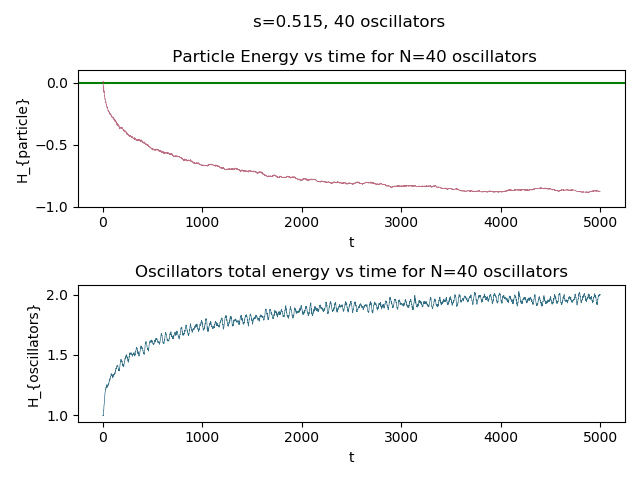 s=0.515, 40 oscillators
Particle Energy vs time for N=40 oscillators
0.0
−0.5
−1.0
H_{particle}
0 1000 2000 3000 4000 5000
t
Oscillators total energy vs time for N=40 oscillators
2.0
1.5
1.0
H_{oscillators}
0 1000 2000 3000 4000 5000
t